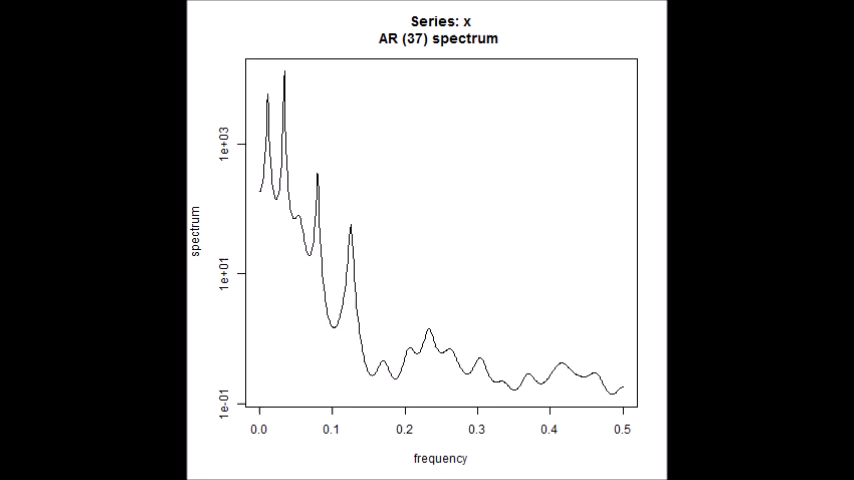 Series: x
AR (37) spectrum
spectrum
1e+03
1e+01
1e-01
0.0 0.1 0.2 0.3 0.4 0.5
frequency